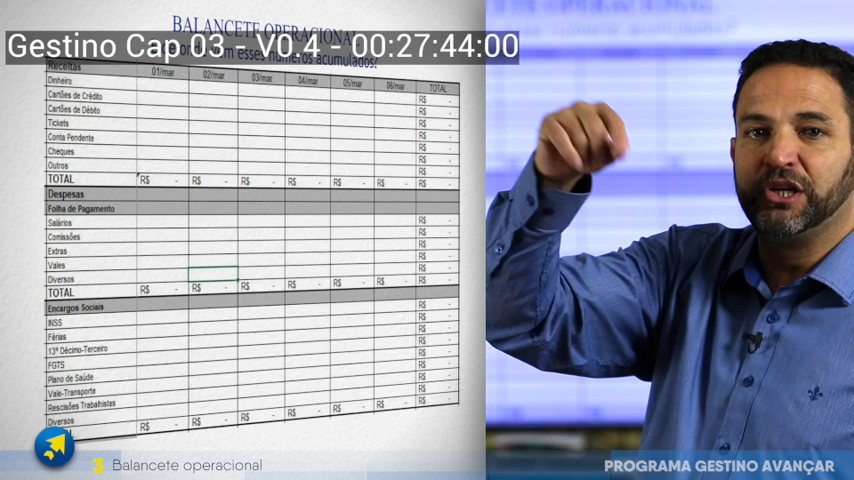 BALANCETE OPERACIONAL
com esses números acumulados?
Gestino Cap 03 - V0.4 - 00:27:44:00
Receitas 01/mar 02/mar 03/mar 04/mar 05/mar 06/mar TOTAL
Dinheiro R$ -
Cartões de Crédito R$ -
Cartões de Débito R$ -
Tickets R$ -
Conta Pendente R$ -
Cheques R$ -
Outros R$ -
TOTAL R$ - R$ - R$ - R$ - R$ - R$ - R$ -
Despesas
Folha de Pagamento
Salários R$ -
Comissões R$ -
Extras R$ -
Vales R$ -
Diversos R$ -
TOTAL R$ - R$ - R$ - R$ - R$ - R$ - R$ -
Encargos Sociais
INSS R$ -
Férias R$ -
13º Décimo-Terceiro R$ -
FGTS R$ -
Plano de Saúde R$ -
Vale-Transporte R$ -
Rescisões Trabalhistas R$ -
Diversos R$ -
R$ - R$ - R$ - R$ - R$ - R$ - R$ -
3 Balancete operacional
PROGRAMA GESTINO AVANÇAR